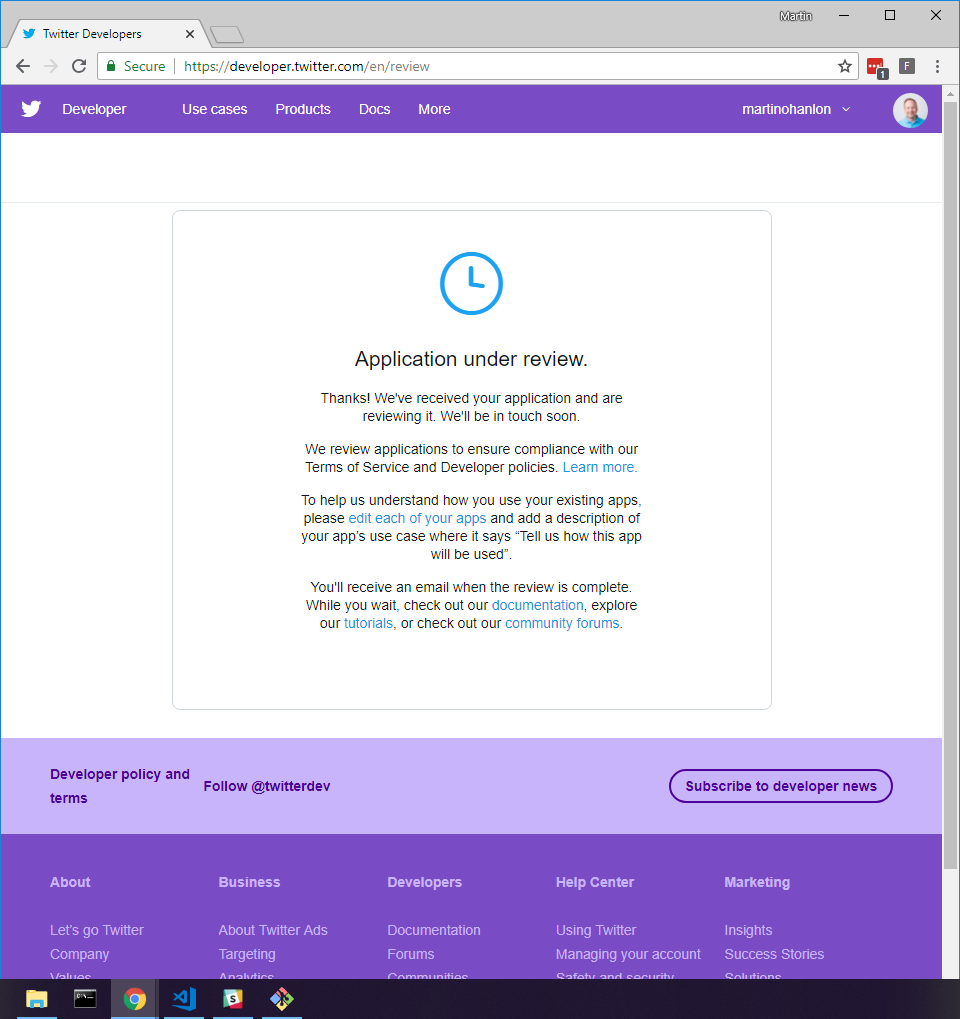 Martin
Twitter Developers
Secure https://developer.twitter.com/en/review
1
F
Developer Use cases Products Docs More martinohanlon
Application under review.
Thanks! We've received your application and are
reviewing it. We'll be in touch soon.
We review applications to ensure compliance with our
Terms of Service and Developer policies. Learn more.
To help us understand how you use your existing apps,
please edit each of your apps and add a description of
your app's use case where it says “Tell us how this app
will be used”.
You'll receive an email when the review is complete.
While you wait, check out our documentation, explore
our tutorials, or check out our community forums.
Developer policy and
terms
Follow @twitterdev
Subscribe to developer news
About Business Developers Help Center Marketing
Let's go Twitter About Twitter Ads Documentation Using Twitter Insights
Company Targeting Forums Managing your account Success Stories
Values Analytics Communities Safety and security Solutions